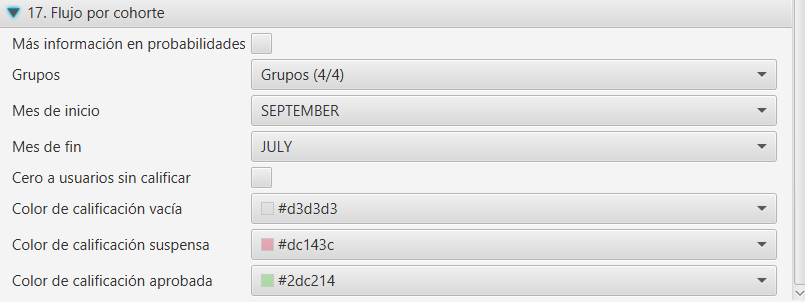 17. Flujo por cohorte
Más información en probabilidades
Grupos Grupos (4/4)
Mes de inicio SEPTEMBER
Mes de fin JULY
Cero a usuarios sin calificar
Color de calificación vacía #d3d3d3
Color de calificación suspensa #dc143c
Color de calificación aprobada #2dc214